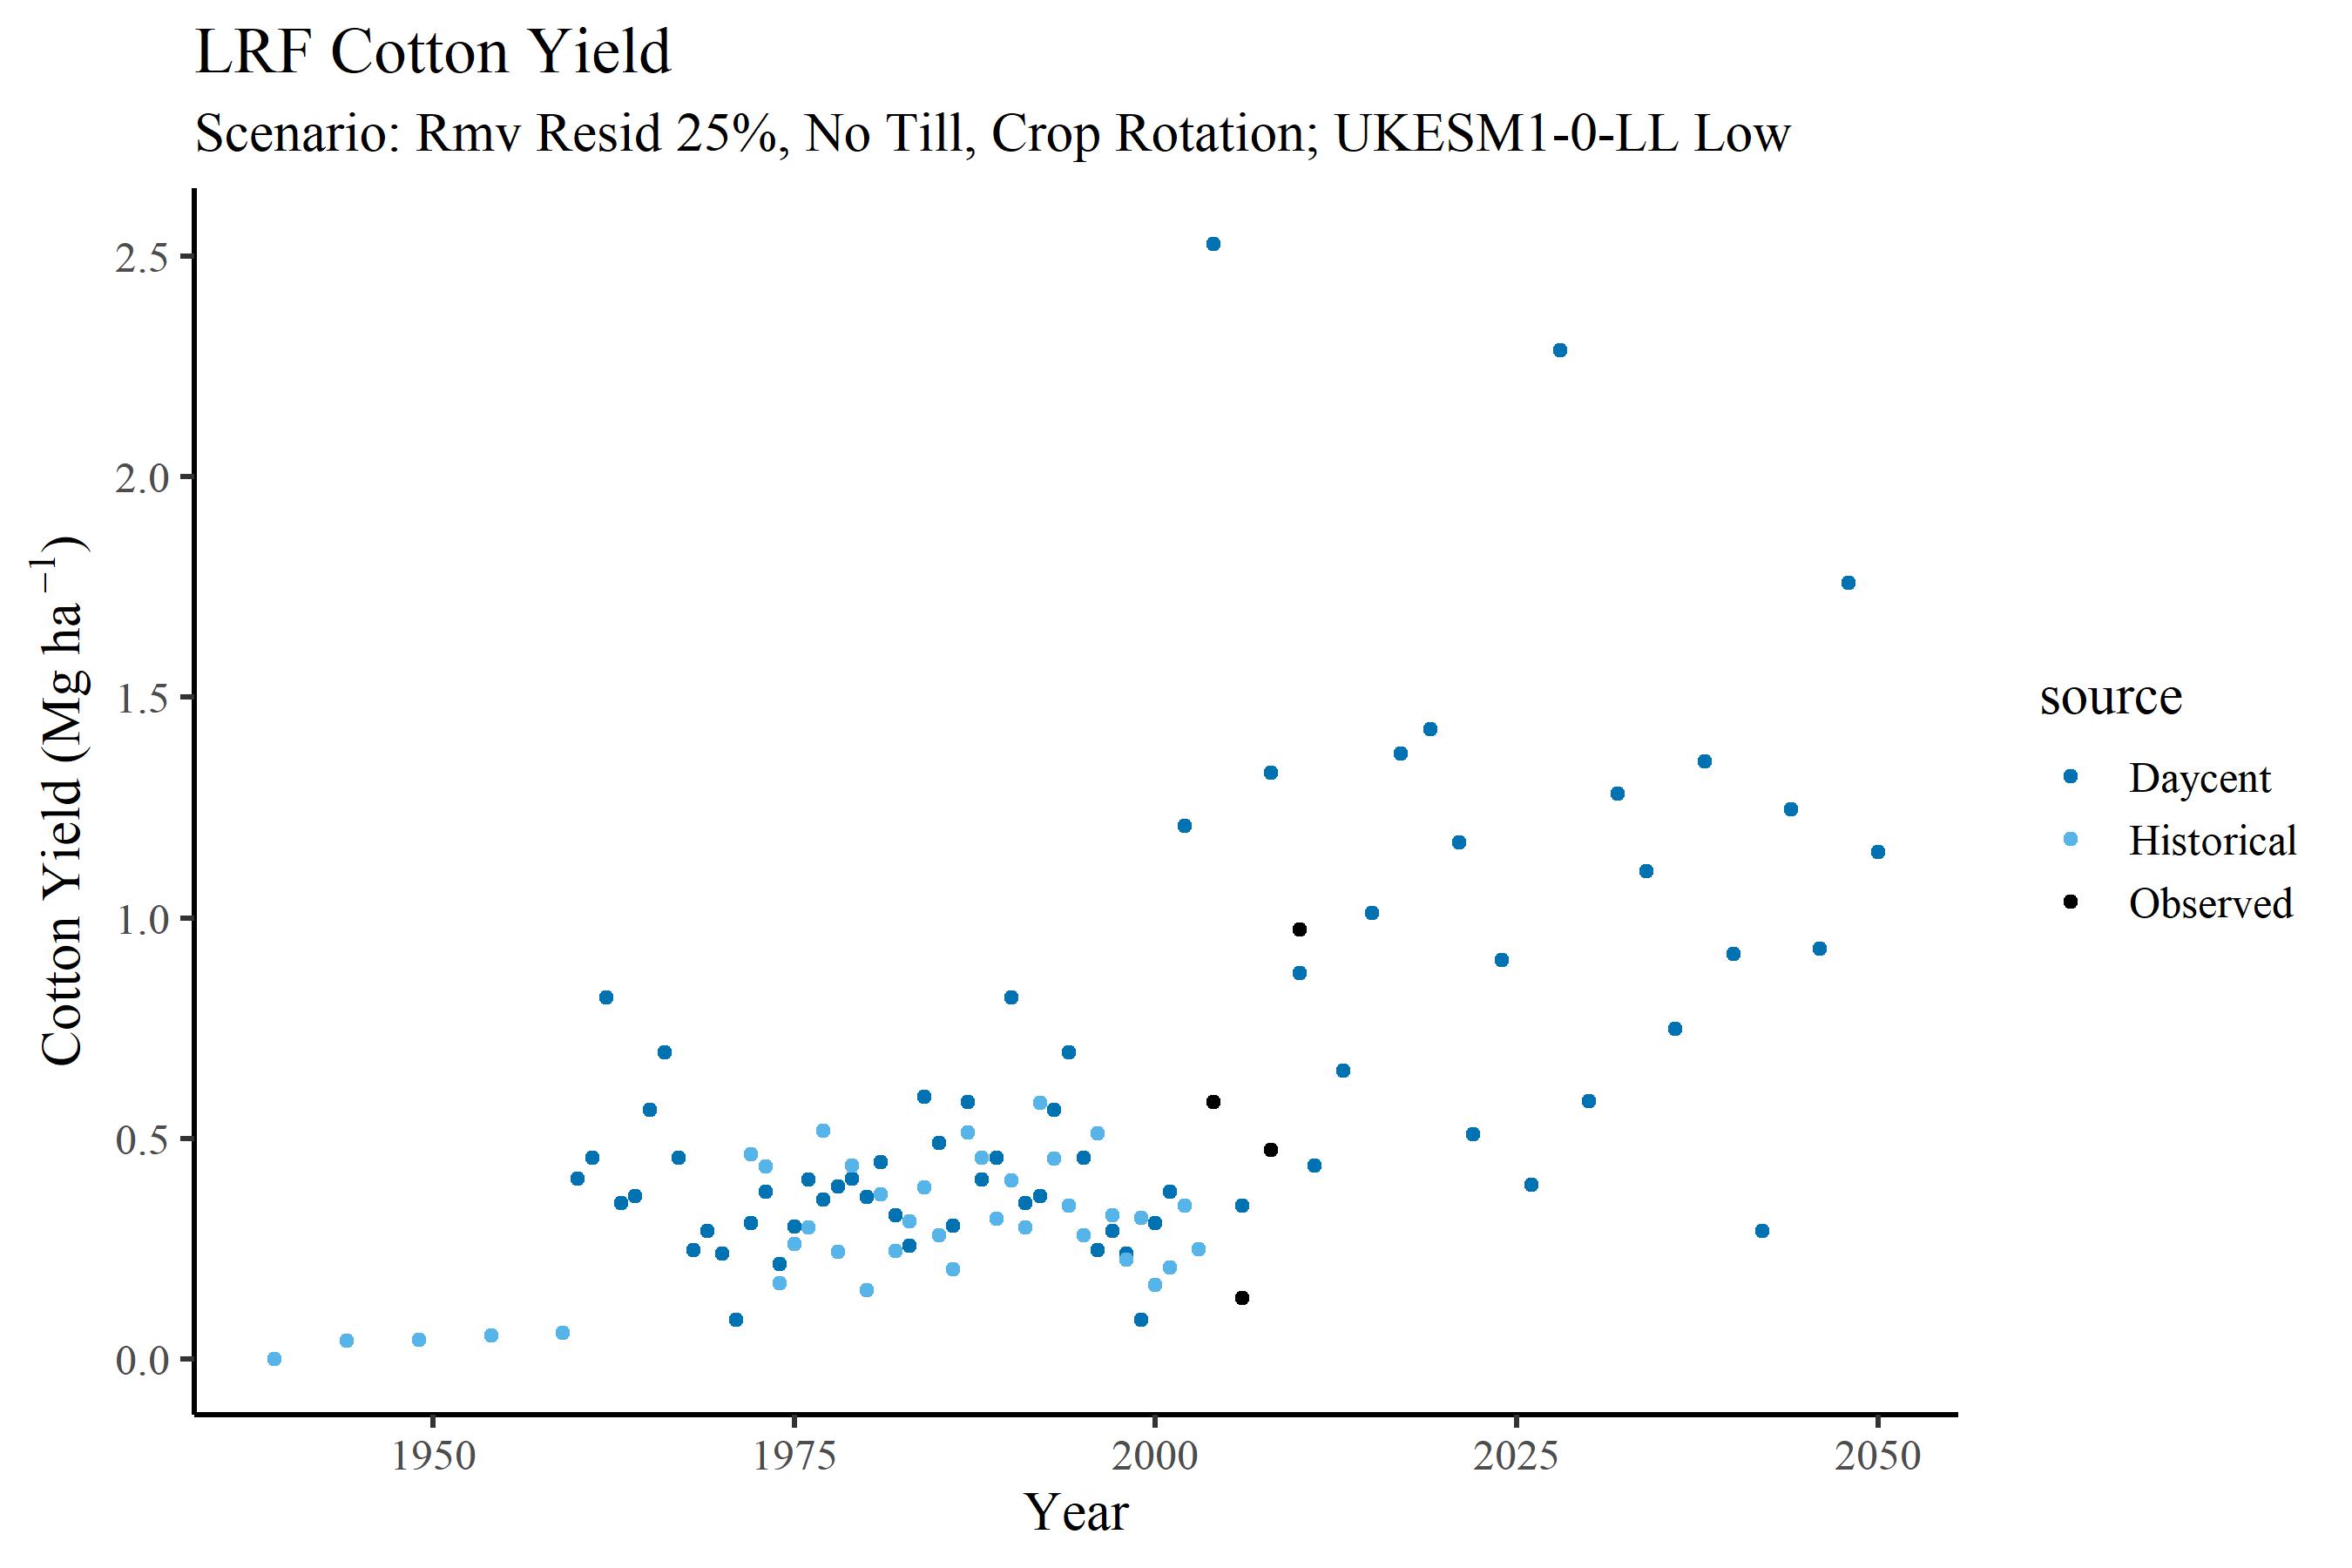 LRF Cotton Yield
Scenario: Rmv Resid 25%, No Till, Crop Rotation; UKESM1-0-LL Low
Cotton Yield (Mg ha⁻¹)
2.5
2.0
1.5
1.0
0.5
0.0
1950 1975 2000 2025 2050
Year
source
Daycent
Historical
Observed